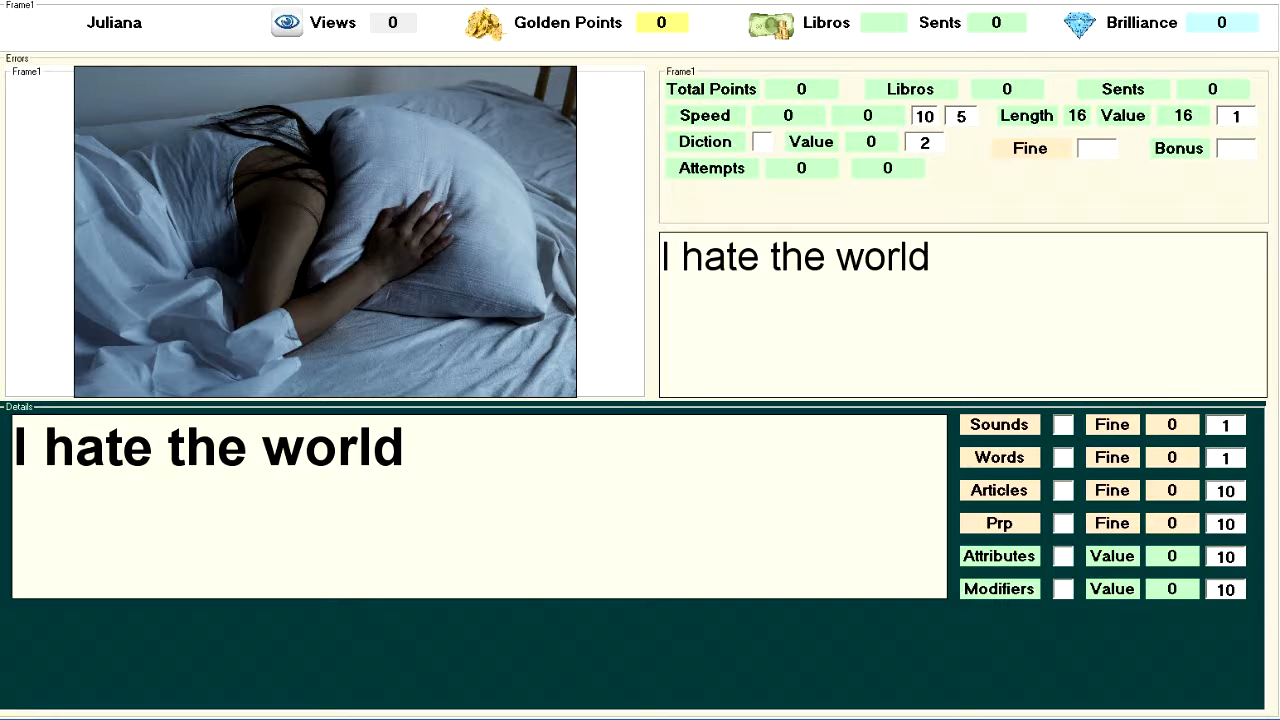 Frame1
Juliana Views 0 Golden Points 0 Libros Sents 0 Brilliance 0
Errors
Frame1
Frame1
Total Points 0 Libros 0 Sents 0
Speed 0 0 10 5 Length 16 Value 16 1
Diction Value 0 2
Fine Bonus
Attempts 0 0
I hate the world
Details
I hate the world
Sounds Fine 0 1
Words Fine 0 1
Articles Fine 0 10
Prp Fine 0 10
Attributes Value 0 10
Modifiers Value 0 10